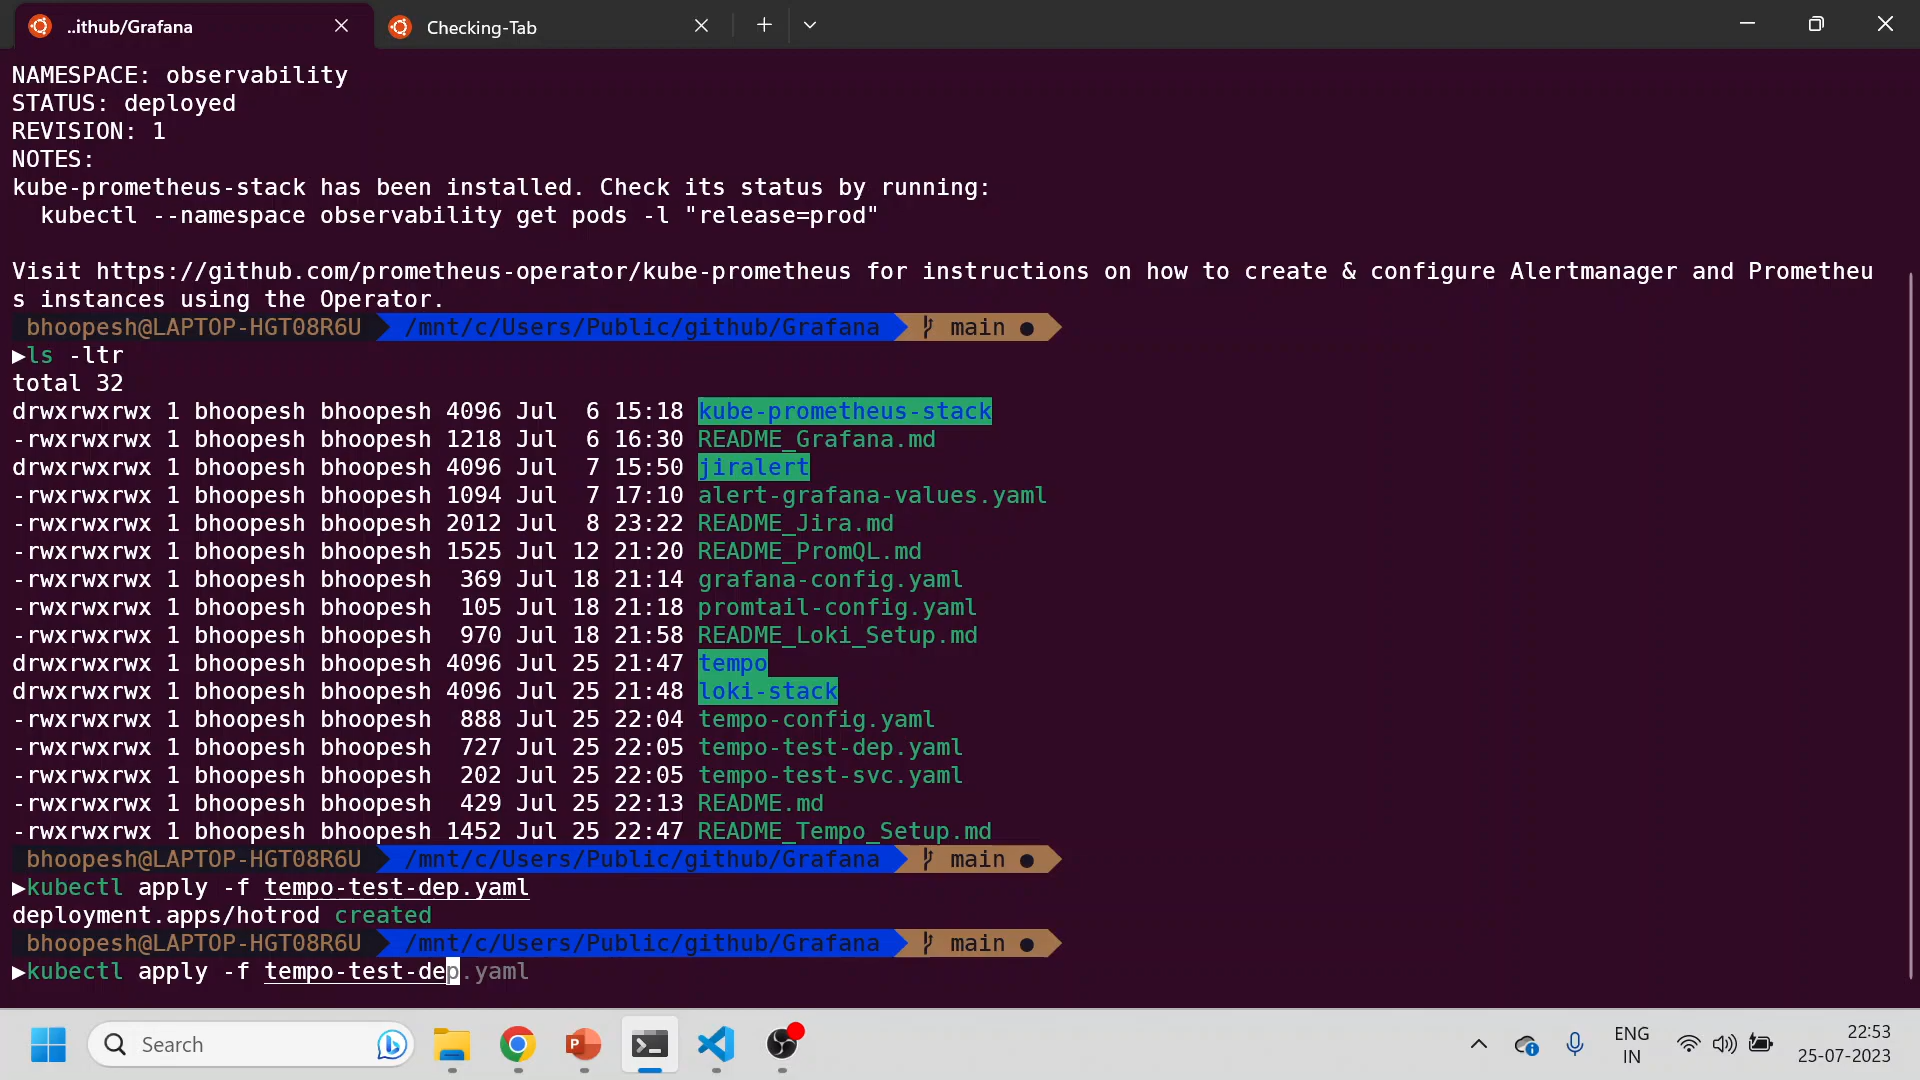 ..ithub/Grafana
Checking-Tab
NAMESPACE: observability
STATUS: deployed
REVISION: 1
NOTES:
kube-prometheus-stack has been installed. Check its status by running:
  kubectl --namespace observability get pods -l "release=prod"
Visit https://github.com/prometheus-operator/kube-prometheus for instructions on how to create & configure Alertmanager and Prometheu
s instances using the Operator.
bhoopesh@LAPTOP-HGT08R6U /mnt/c/Users/Public/github/Grafana main ●
▶ls -ltr
total 32
drwxrwxrwx 1 bhoopesh bhoopesh 4096 Jul  6 15:18 kube-prometheus-stack
-rwxrwxrwx 1 bhoopesh bhoopesh 1218 Jul  6 16:30 README_Grafana.md
drwxrwxrwx 1 bhoopesh bhoopesh 4096 Jul  7 15:50 jiralert
-rwxrwxrwx 1 bhoopesh bhoopesh 1094 Jul  7 17:10 alert-grafana-values.yaml
-rwxrwxrwx 1 bhoopesh bhoopesh 2012 Jul  8 23:22 README_Jira.md
-rwxrwxrwx 1 bhoopesh bhoopesh 1525 Jul 12 21:20 README_PromQL.md
-rwxrwxrwx 1 bhoopesh bhoopesh  369 Jul 18 21:14 grafana-config.yaml
-rwxrwxrwx 1 bhoopesh bhoopesh  105 Jul 18 21:18 promtail-config.yaml
-rwxrwxrwx 1 bhoopesh bhoopesh  970 Jul 18 21:58 README_Loki_Setup.md
drwxrwxrwx 1 bhoopesh bhoopesh 4096 Jul 25 21:47 tempo
drwxrwxrwx 1 bhoopesh bhoopesh 4096 Jul 25 21:48 loki-stack
-rwxrwxrwx 1 bhoopesh bhoopesh  888 Jul 25 22:04 tempo-config.yaml
-rwxrwxrwx 1 bhoopesh bhoopesh  727 Jul 25 22:05 tempo-test-dep.yaml
-rwxrwxrwx 1 bhoopesh bhoopesh  202 Jul 25 22:05 tempo-test-svc.yaml
-rwxrwxrwx 1 bhoopesh bhoopesh  429 Jul 25 22:13 README.md
-rwxrwxrwx 1 bhoopesh bhoopesh 1452 Jul 25 22:47 README_Tempo_Setup.md
bhoopesh@LAPTOP-HGT08R6U /mnt/c/Users/Public/github/Grafana main ●
▶kubectl apply -f tempo-test-dep.yaml
deployment.apps/hotrod created
bhoopesh@LAPTOP-HGT08R6U /mnt/c/Users/Public/github/Grafana main ●
▶kubectl apply -f tempo-test-dep.yaml
Search
ENG
IN
22:53
25-07-2023